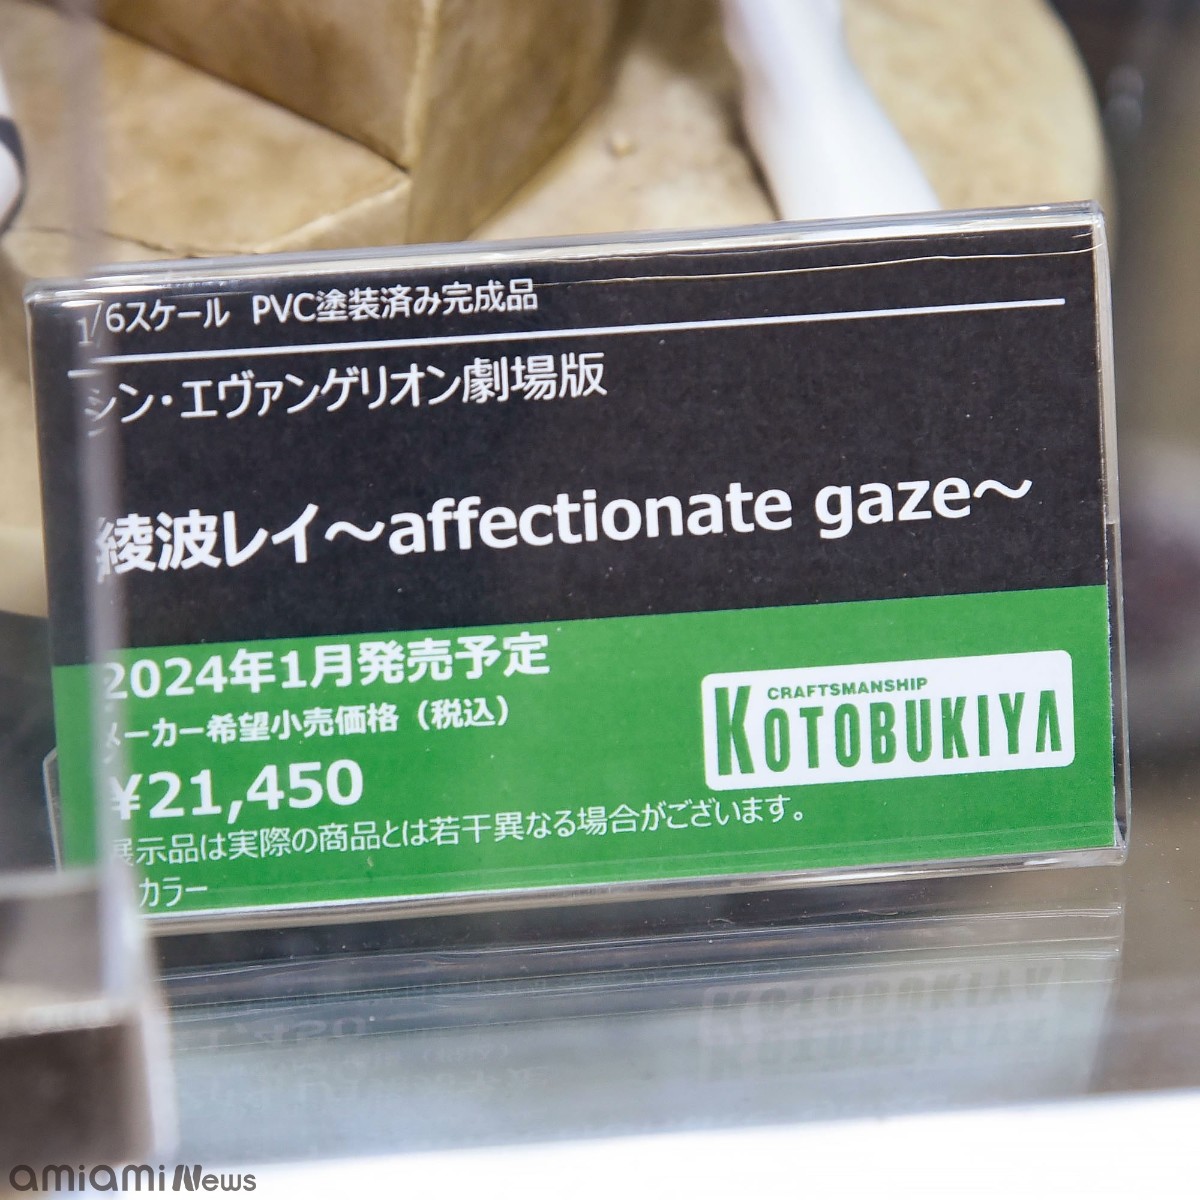 1/6スケール PVC塗装済み完成品
シン・エヴァンゲリオン劇場版
綾波レイ～affectionate gaze～
2024年1月発売予定
メーカー希望小売価格（税込）
¥21,450
展示品は実際の商品とは若干異なる場合がございます。
カラー
CRAFTSMANSHIP
KOTOBUKIYA
amiami News